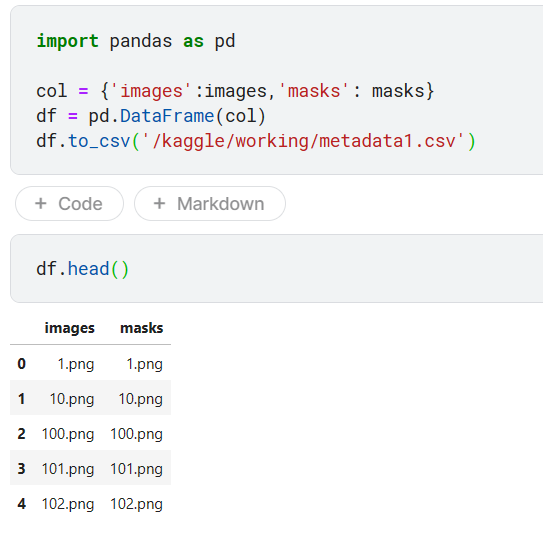 import pandas as pd
col = {'images':images,'masks': masks}
df = pd.DataFrame(col)
df.to_csv('/kaggle/working/metadata1.csv')
+ Code + Markdown
df.head()
images masks
0 1.png 1.png
1 10.png 10.png
2 100.png 100.png
3 101.png 101.png
4 102.png 102.png